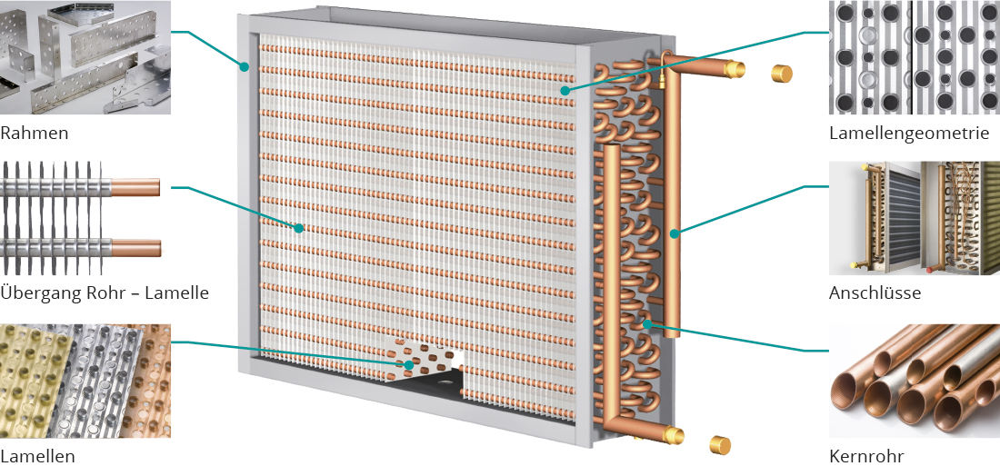 Rahmen
Lamellengeometrie
Übergang Rohr – Lamelle
Anschlüsse
Lamellen
Kernrohr